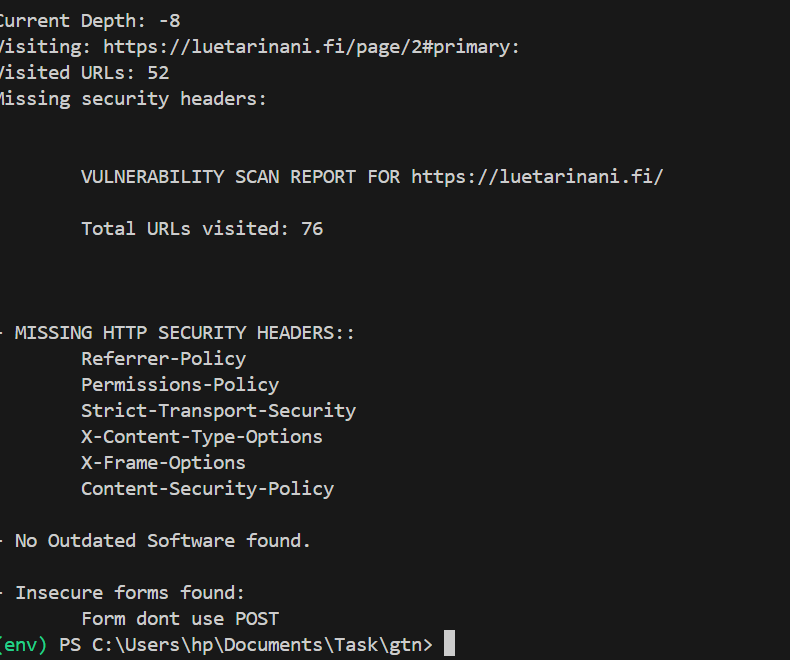 Current Depth: -8
Visiting: https://luetarinani.fi/page/2#primary:
Visited URLs: 52
Missing security headers:
VULNERABILITY SCAN REPORT FOR https://luetarinani.fi/
Total URLs visited: 76
- MISSING HTTP SECURITY HEADERS::
Referrer-Policy
Permissions-Policy
Strict-Transport-Security
X-Content-Type-Options
X-Frame-Options
Content-Security-Policy
- No Outdated Software found.
- Insecure forms found:
Form dont use POST
(env) PS C:\Users\hp\Documents\Task\gtn>